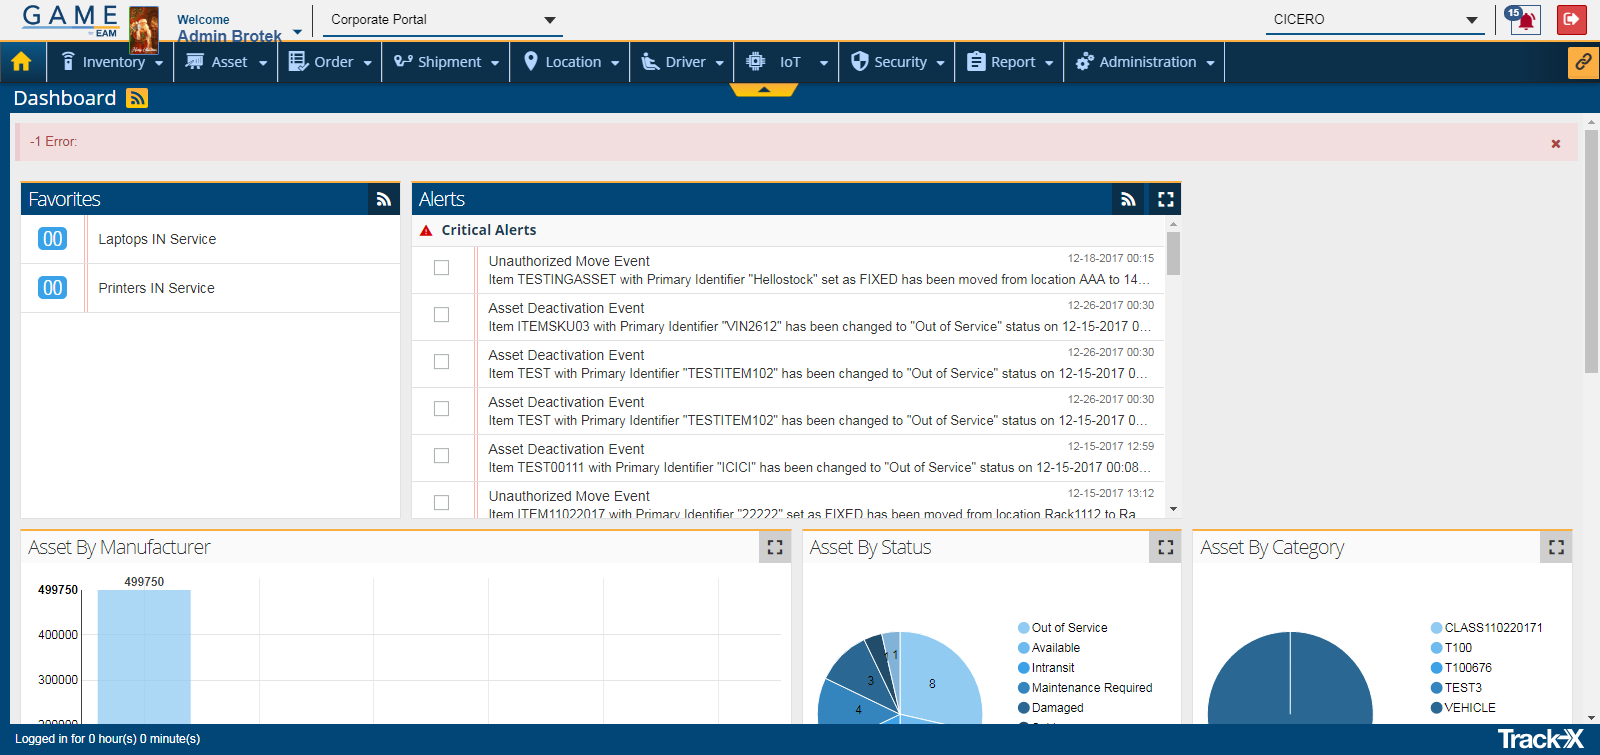 GAME
by EAM
Welcome
Admin Brotek
Corporate Portal
CICERO
15
Inventory
Asset
Order
Shipment
Location
Driver
IoT
Security
Report
Administration
Dashboard
-1 Error:
Favorites
00 Laptops IN Service
00 Printers IN Service
Alerts
Critical Alerts
Unauthorized Move Event 12-18-2017 00:15
Item TESTINGASSET with Primary Identifier "Hellostock" set as FIXED has been moved from location AAA to 14...
Asset Deactivation Event 12-26-2017 00:30
Item ITEMSKU03 with Primary Identifier "VIN2612" has been changed to "Out of Service" status on 12-15-2017 0...
Asset Deactivation Event 12-26-2017 00:30
Item TEST with Primary Identifier "TESTITEM102" has been changed to "Out of Service" status on 12-15-2017 0...
Asset Deactivation Event 12-26-2017 00:30
Item TEST with Primary Identifier "TESTITEM102" has been changed to "Out of Service" status on 12-15-2017 0...
Asset Deactivation Event 12-15-2017 12:59
Item TEST00111 with Primary Identifier "ICICI" has been changed to "Out of Service" status on 12-15-2017 00:08...
Unauthorized Move Event 12-15-2017 13:12
Item ITEM11022017 with Primary Identifier "22222" set as FIXED has been moved from location Rack1112 to Ra
Asset By Manufacturer
499750
499750
400000
300000
200000
Asset By Status
8
4
3
1
1
Out of Service
Available
Intransit
Maintenance Required
Damaged
Asset By Category
CLASS110220171
T100
T100676
TEST3
VEHICLE
Logged in for 0 hour(s) 0 minute(s)
Track-X